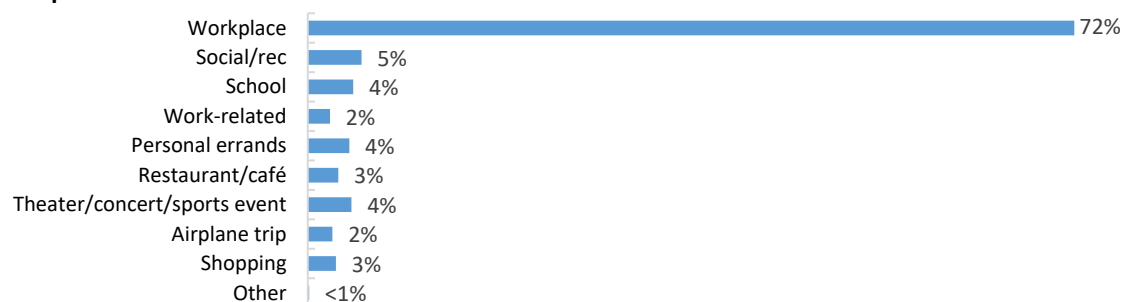 Workplace 72%
Social/rec 5%
School 4%
Work-related 2%
Personal errands 4%
Restaurant/café 3%
Theater/concert/sports event 4%
Airplane trip 2%
Shopping 3%
Other <1%